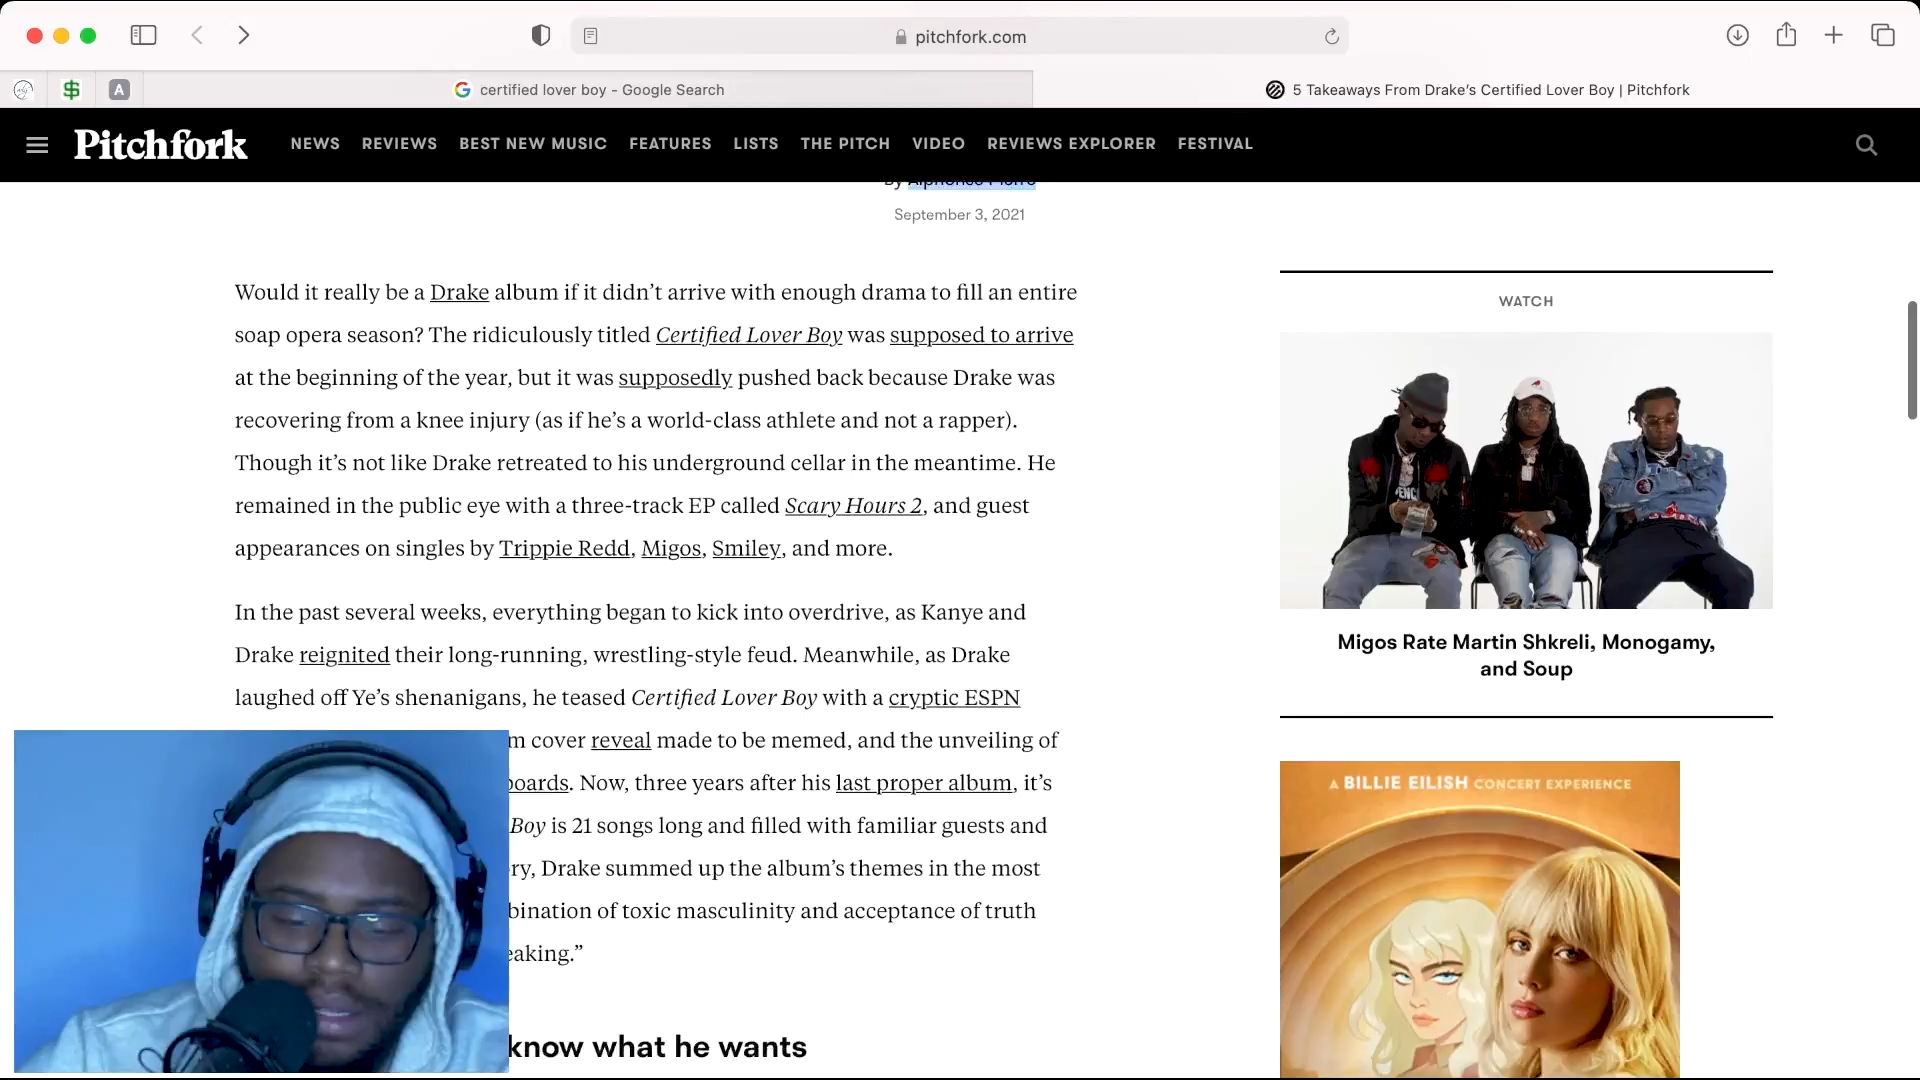 pitchfork.com
A
certified lover boy - Google Search
5 Takeaways From Drake's Certified Lover Boy | Pitchfork
Pitchfork
NEWS REVIEWS BEST NEW MUSIC FEATURES LISTS THE PITCH VIDEO REVIEWS EXPLORER FESTIVAL
By
September 3, 2021
Would it really be a Drake album if it didn’t arrive with enough drama to fill an entire
soap opera season? The ridiculously titled Certified Lover Boy was supposed to arrive
at the beginning of the year, but it was supposedly pushed back because Drake was
recovering from a knee injury (as if he’s a world-class athlete and not a rapper).
Though it’s not like Drake retreated to his underground cellar in the meantime. He
remained in the public eye with a three-track EP called Scary Hours 2, and guest
appearances on singles by Trippie Redd, Migos, Smiley, and more.
In the past several weeks, everything began to kick into overdrive, as Kanye and
Drake reignited their long-running, wrestling-style feud. Meanwhile, as Drake
laughed off Ye’s shenanigans, he teased Certified Lover Boy with a cryptic ESPN
m cover reveal made to be memed, and the unveiling of
boards. Now, three years after his last proper album, it’s
Boy is 21 songs long and filled with familiar guests and
ry, Drake summed up the album’s themes in the most
bination of toxic masculinity and acceptance of truth
eaking.”
know what he wants
WATCH
Migos Rate Martin Shkreli, Monogamy,
and Soup
A BILLIE EILISH CONCERT EXPERIENCE